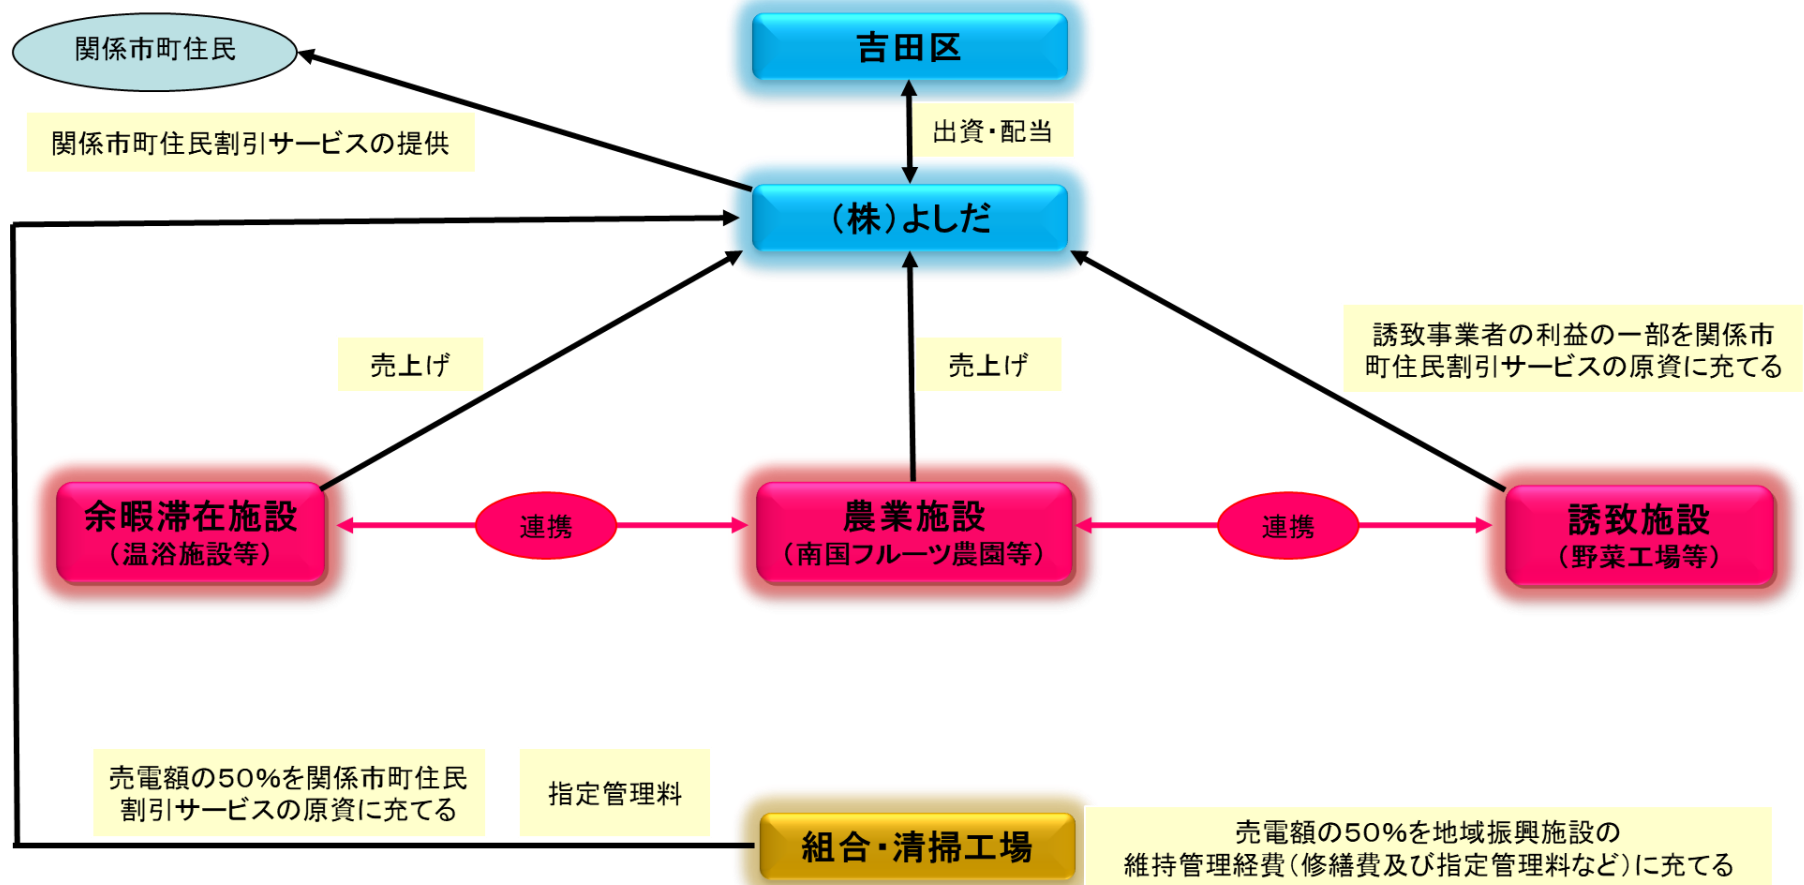 関係市町住民
吉田区
関係市町住民割引サービスの提供
出資・配当
（株）よしだ
売上げ
売上げ
誘致事業者の利益の一部を関係市
町住民割引サービスの原資に充てる
余暇滞在施設
（温浴施設等）
連携
農業施設
（南国フルーツ農園等）
連携
誘致施設
（野菜工場等）
売電額の５０％を関係市町住民
割引サービスの原資に充てる
指定管理料
組合・清掃工場
売電額の５０％を地域振興施設の
維持管理経費（修繕費及び指定管理料など）に充てる